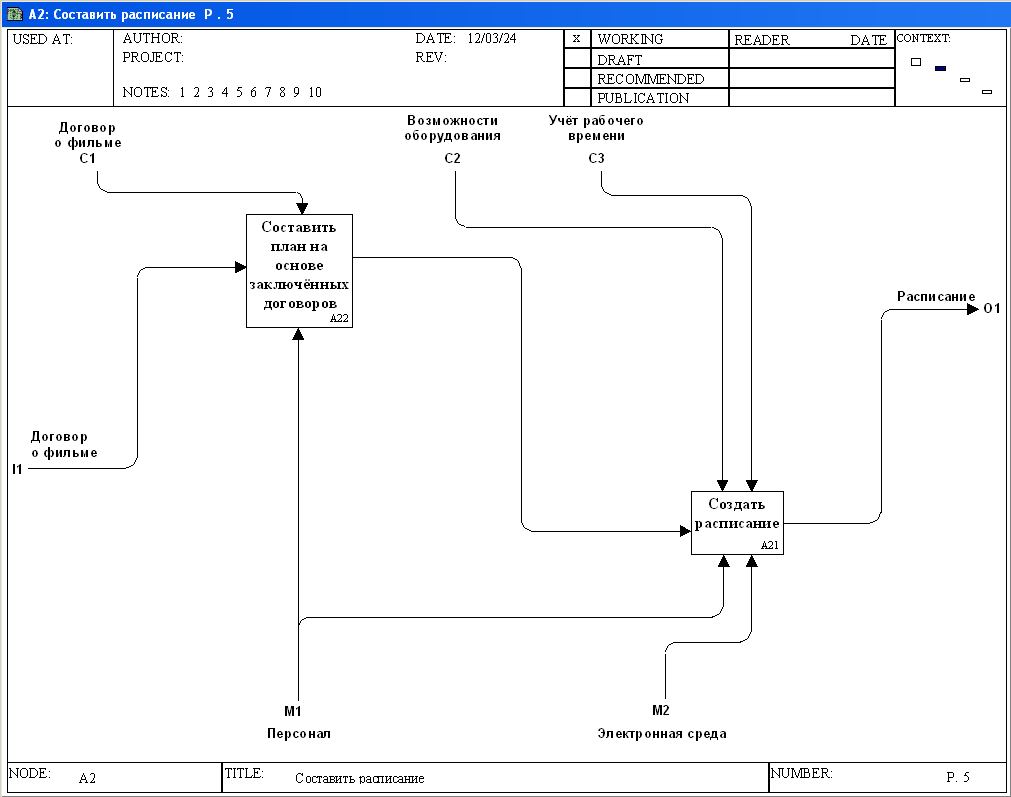 A2: Составить расписание P . 5
USED AT:
AUTHOR:
DATE: 12/03/24
PROJECT:
REV:
NOTES: 1 2 3 4 5 6 7 8 9 10
X
WORKING
DRAFT
RECOMMENDED
PUBLICATION
READER
DATE
CONTEXT:
Договор
о фильме
C1
Возможности
оборудования
C2
Учёт рабочего
времени
C3
Составить
план на
основе
заключённых
договоров
A22
Расписание
O1
Договор
о фильме
I1
Создать
расписание
A21
M1
Персонал
M2
Электронная среда
NODE:
A2
TITLE:
Составить расписание
NUMBER:
P. 5